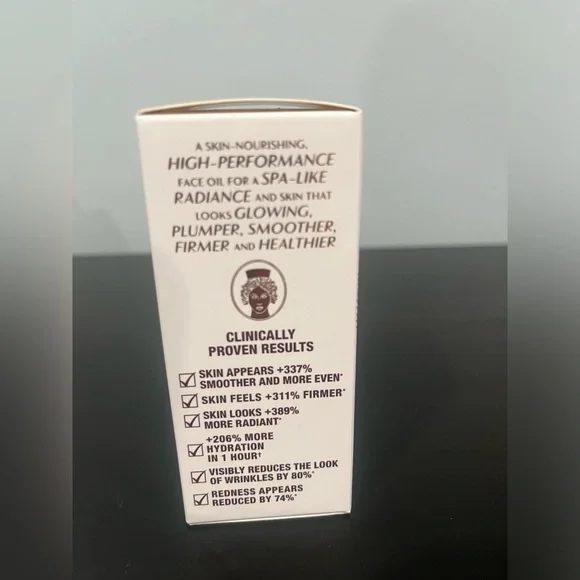 A SKIN-NOURISHING,
HIGH-PERFORMANCE
FACE OIL FOR A SPA-LIKE
RADIANCE AND SKIN THAT
LOOKS GLOWING,
PLUMPER, SMOOTHER,
FIRMER AND HEALTHIER
CLINICALLY
PROVEN RESULTS
SKIN APPEARS +337%
SMOOTHER AND MORE EVEN*
SKIN FEELS +311% FIRMER*
SKIN LOOKS +389%
MORE RADIANT*
+206% MORE
HYDRATION
IN 1 HOUR†
VISIBLY REDUCES THE LOOK
OF WRINKLES BY 80%*
REDNESS APPEARS
REDUCED BY 74%*